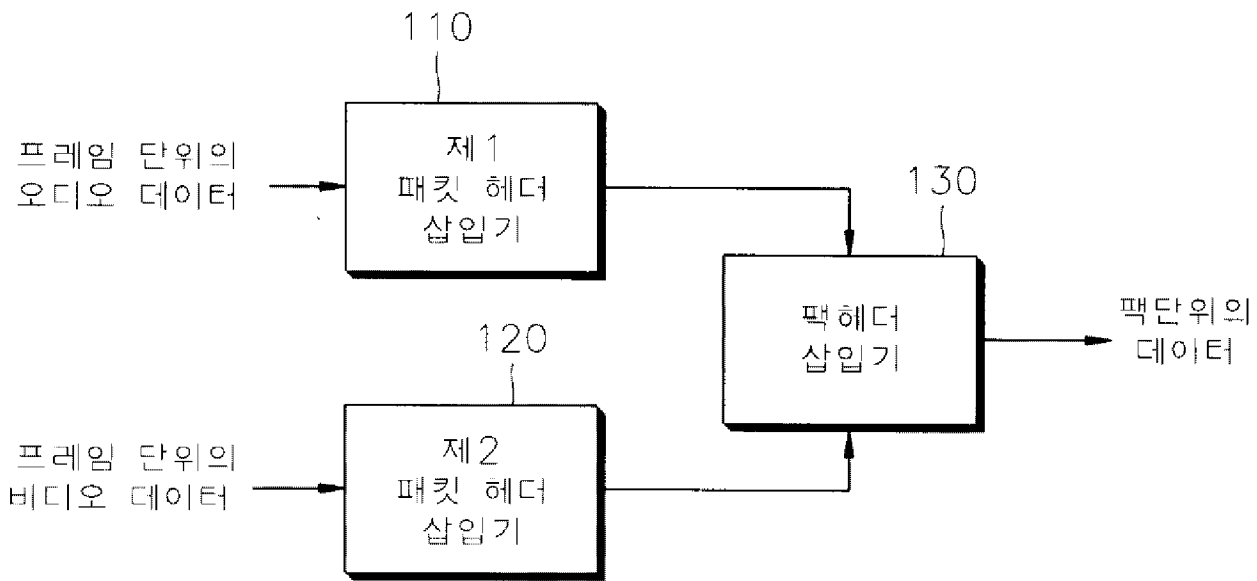 110
프레임 단위의
오디오 데이터
제1
패킷 헤더
삽입기
130
팩헤더
삽입기
팩단위의
데이터
120
프레임 단위의
비디오 데이터
제2
패킷 헤더
삽입기